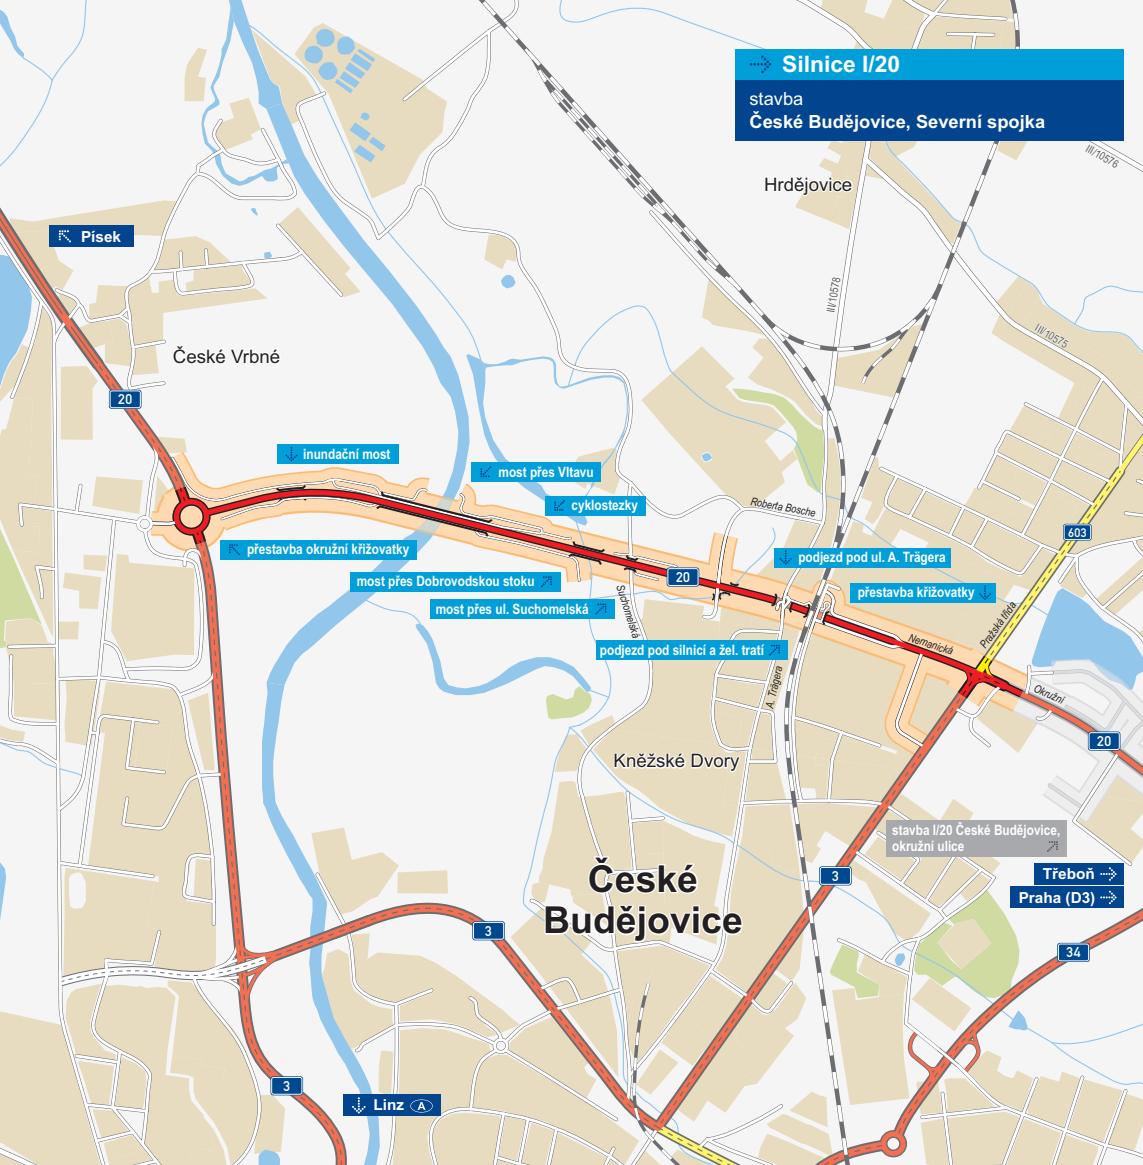 Silnice I/20
stavba
České Budějovice, Severní spojka
III/10576
Hrdějovice
Písek
III/10578
III/10575
České Vrbné
20
inundační most
most přes Vltavu
cyklostezky
Roberta Bosche
603
přestavba okružní křižovatky
podjezd pod ul. A. Trägera
most přes Dobrovodskou stoku
20
přestavba křižovatky
most přes ul. Suchomelská
Suchomelská
Pražská třída
Nemanická
podjezd pod silnicí a žel. tratí
A. Trägera
Okružní
20
Kněžské Dvory
stavba I/20 České Budějovice,
okružní ulice
České
Budějovice
3
Třeboň
Praha (D3)
3
34
3
Linz A